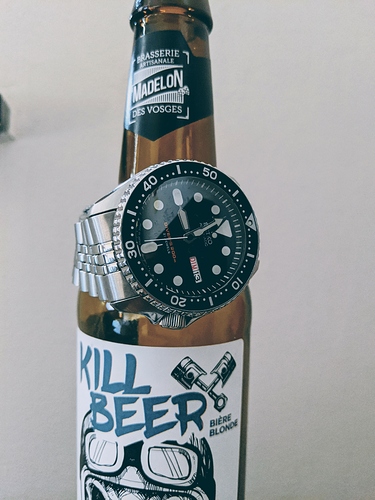 BRASSERIE
ARTISANALE
MADELON
DES VOSGES
40
50
30
20
10
KILL
BEER
BIÈRE
BLONDE